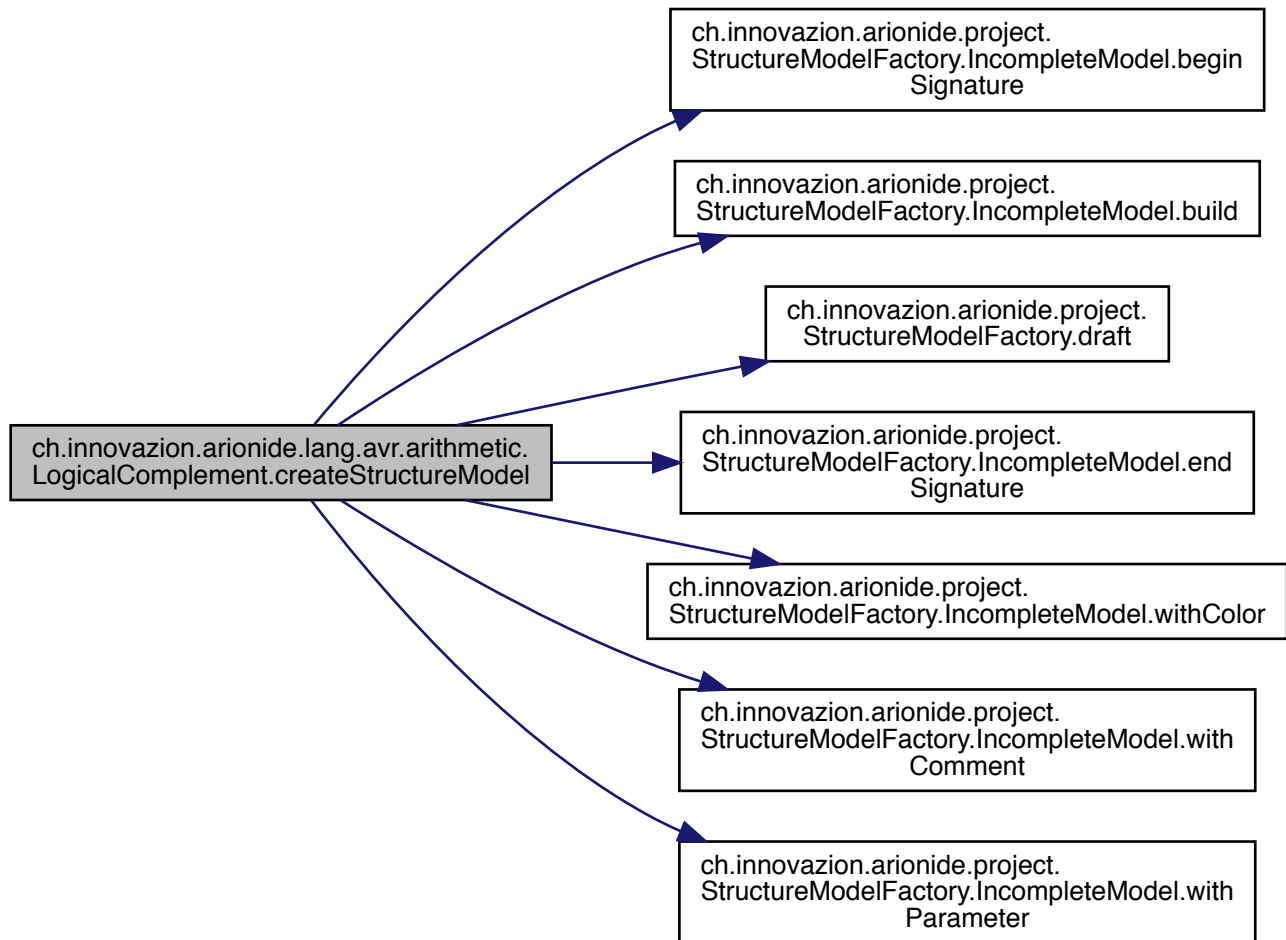 ch.innovazion.arionide.project.
StructureModelFactory.IncompleteModel.begin
Signature
ch.innovazion.arionide.project.
StructureModelFactory.IncompleteModel.build
ch.innovazion.arionide.project.
StructureModelFactory.draft
ch.innovazion.arionide.lang.avr.arithmetic.
LogicalComplement.createStructureModel
ch.innovazion.arionide.project.
StructureModelFactory.IncompleteModel.end
Signature
ch.innovazion.arionide.project.
StructureModelFactory.IncompleteModel.withColor
ch.innovazion.arionide.project.
StructureModelFactory.IncompleteModel.with
Comment
ch.innovazion.arionide.project.
StructureModelFactory.IncompleteModel.with
Parameter